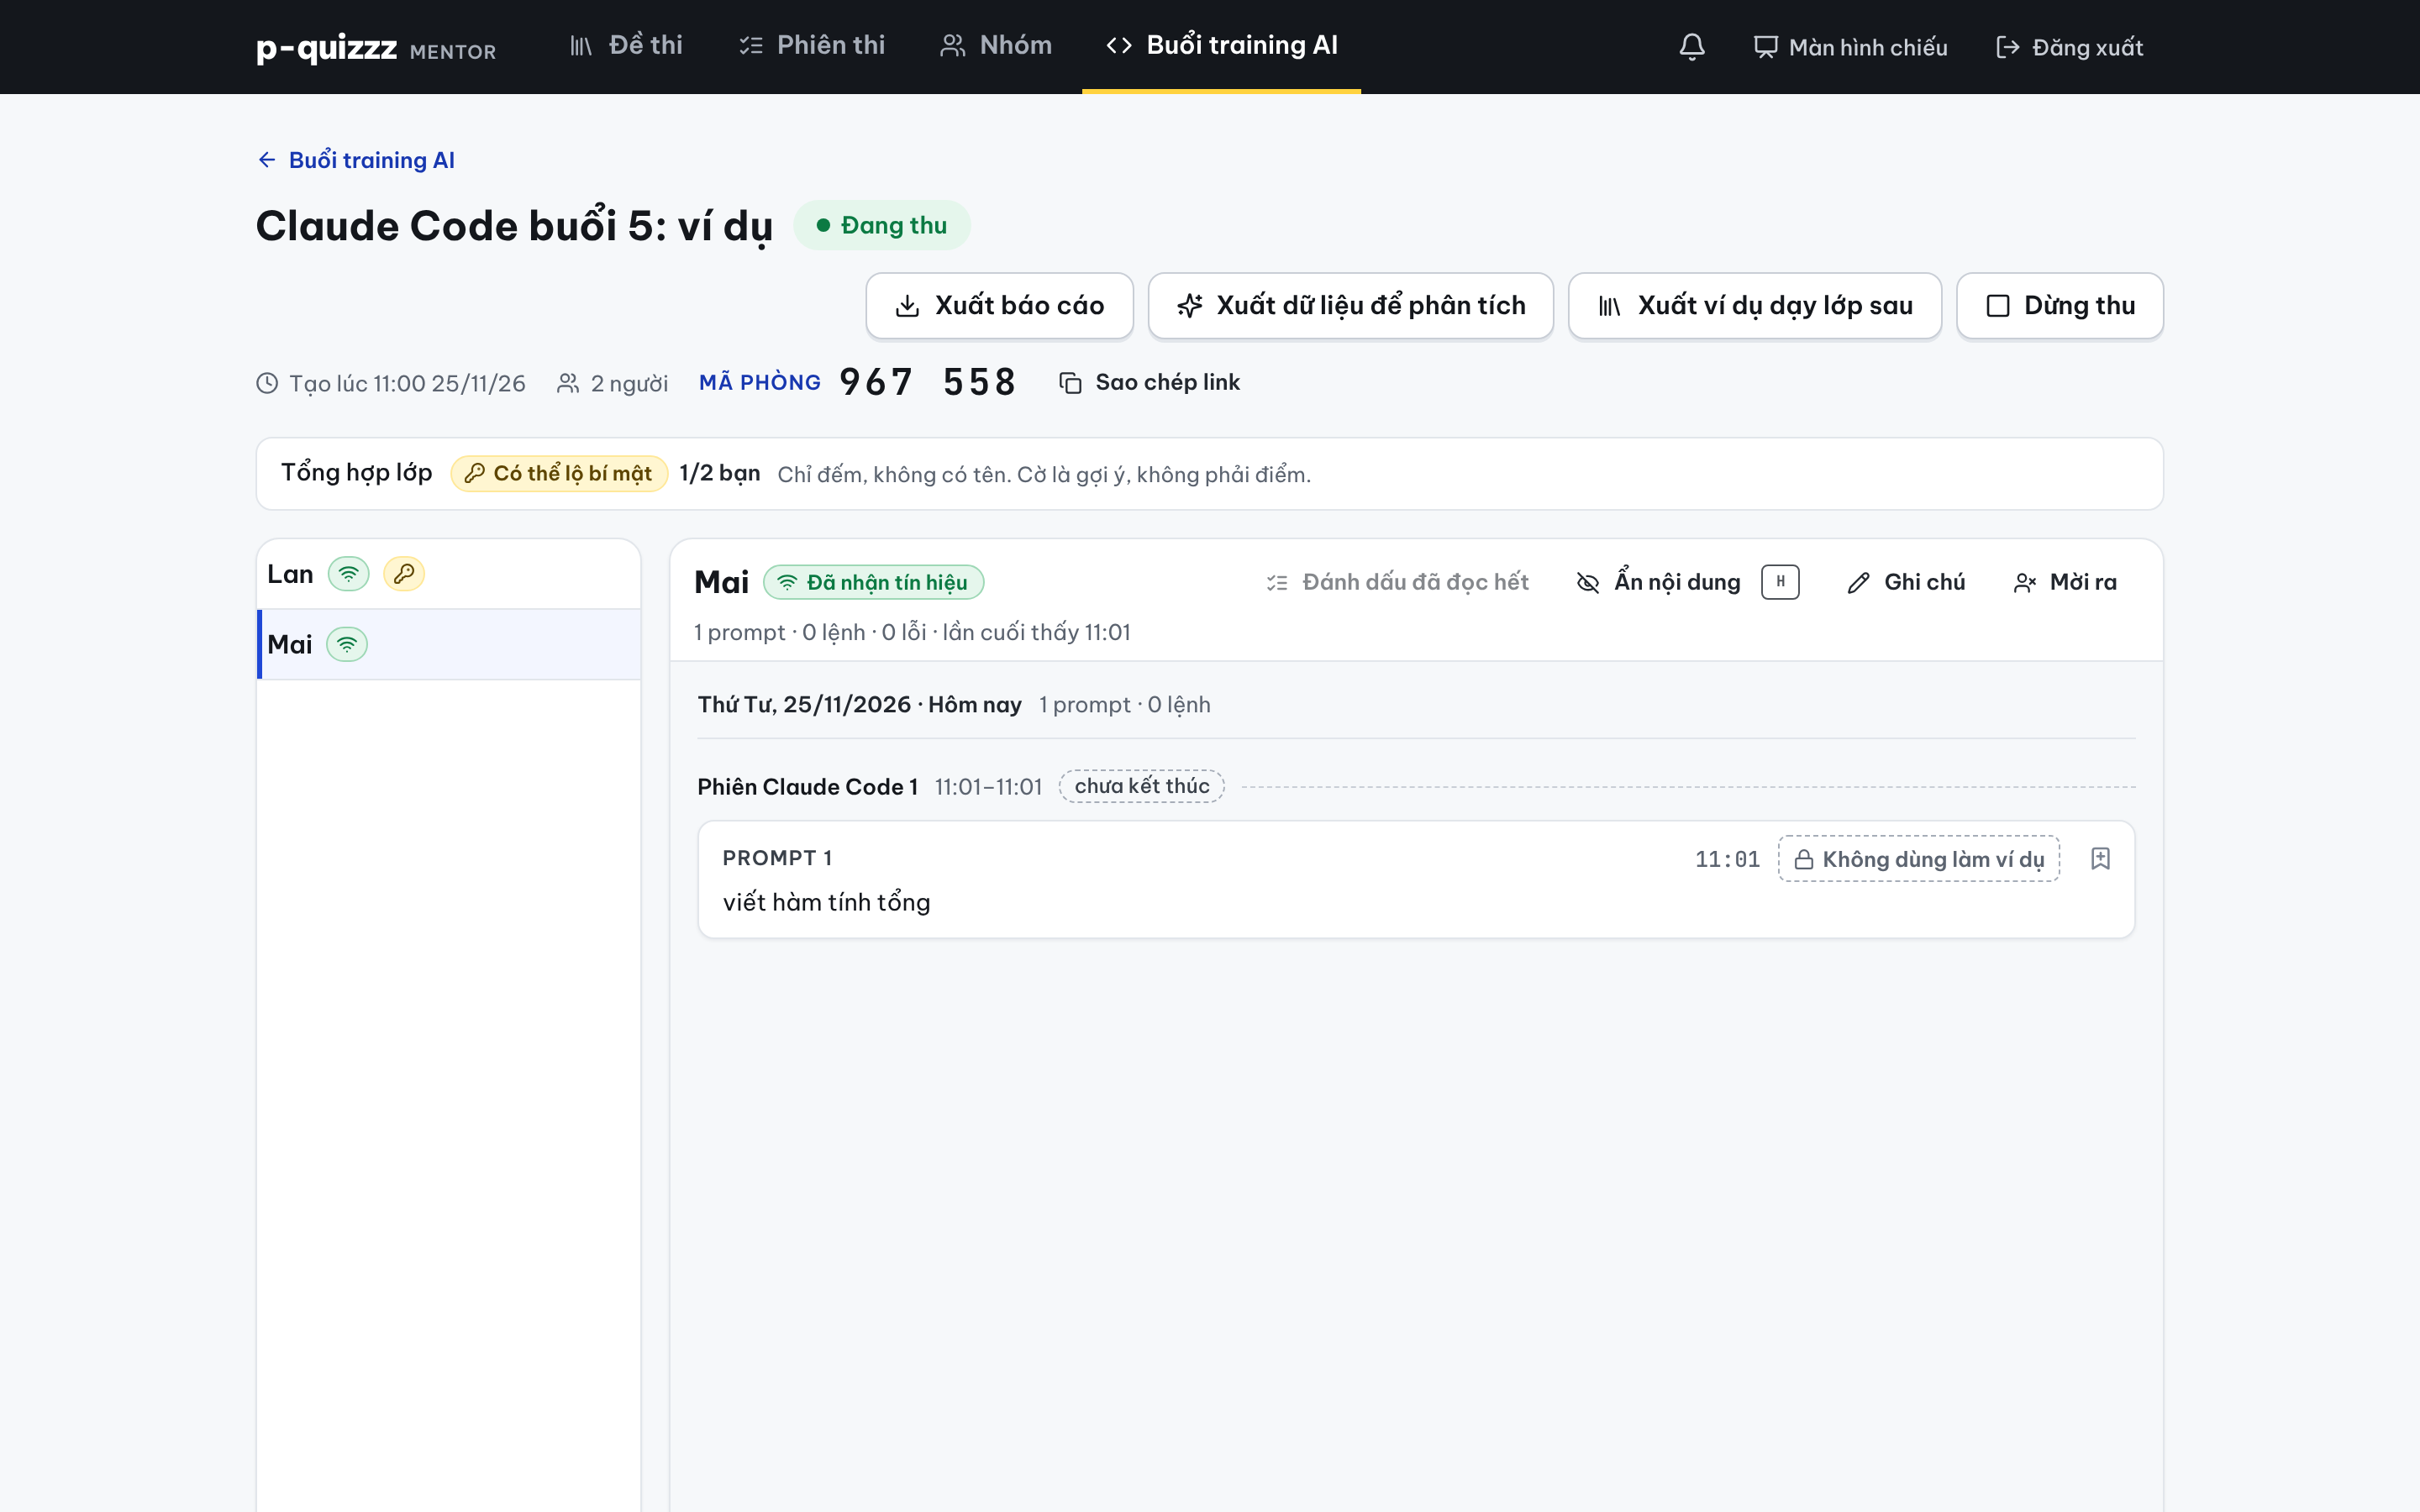 p-quizzz MENTOR Đề thi Phiên thi Nhóm Buổi training AI Màn hình chiếu Đăng xuất
Buổi training AI
Claude Code buổi 5: ví dụ Đang thu
Xuất báo cáo Xuất dữ liệu để phân tích Xuất ví dụ dạy lớp sau Dừng thu
Tạo lúc 11:00 25/11/26 2 người MÃ PHÒNG 967 558 Sao chép link
Tổng hợp lớp Có thể lộ bí mật 1/2 bạn Chỉ đếm, không có tên. Cờ là gợi ý, không phải điểm.
Lan
Mai
Mai Đã nhận tín hiệu Đánh dấu đã đọc hết Ẩn nội dung H Ghi chú Mời ra
1 prompt · 0 lệnh · 0 lỗi · lần cuối thấy 11:01
Thứ Tư, 25/11/2026 · Hôm nay 1 prompt · 0 lệnh
Phiên Claude Code 1 11:01–11:01 chưa kết thúc
PROMPT 1 11:01 Không dùng làm ví dụ
viết hàm tính tổng